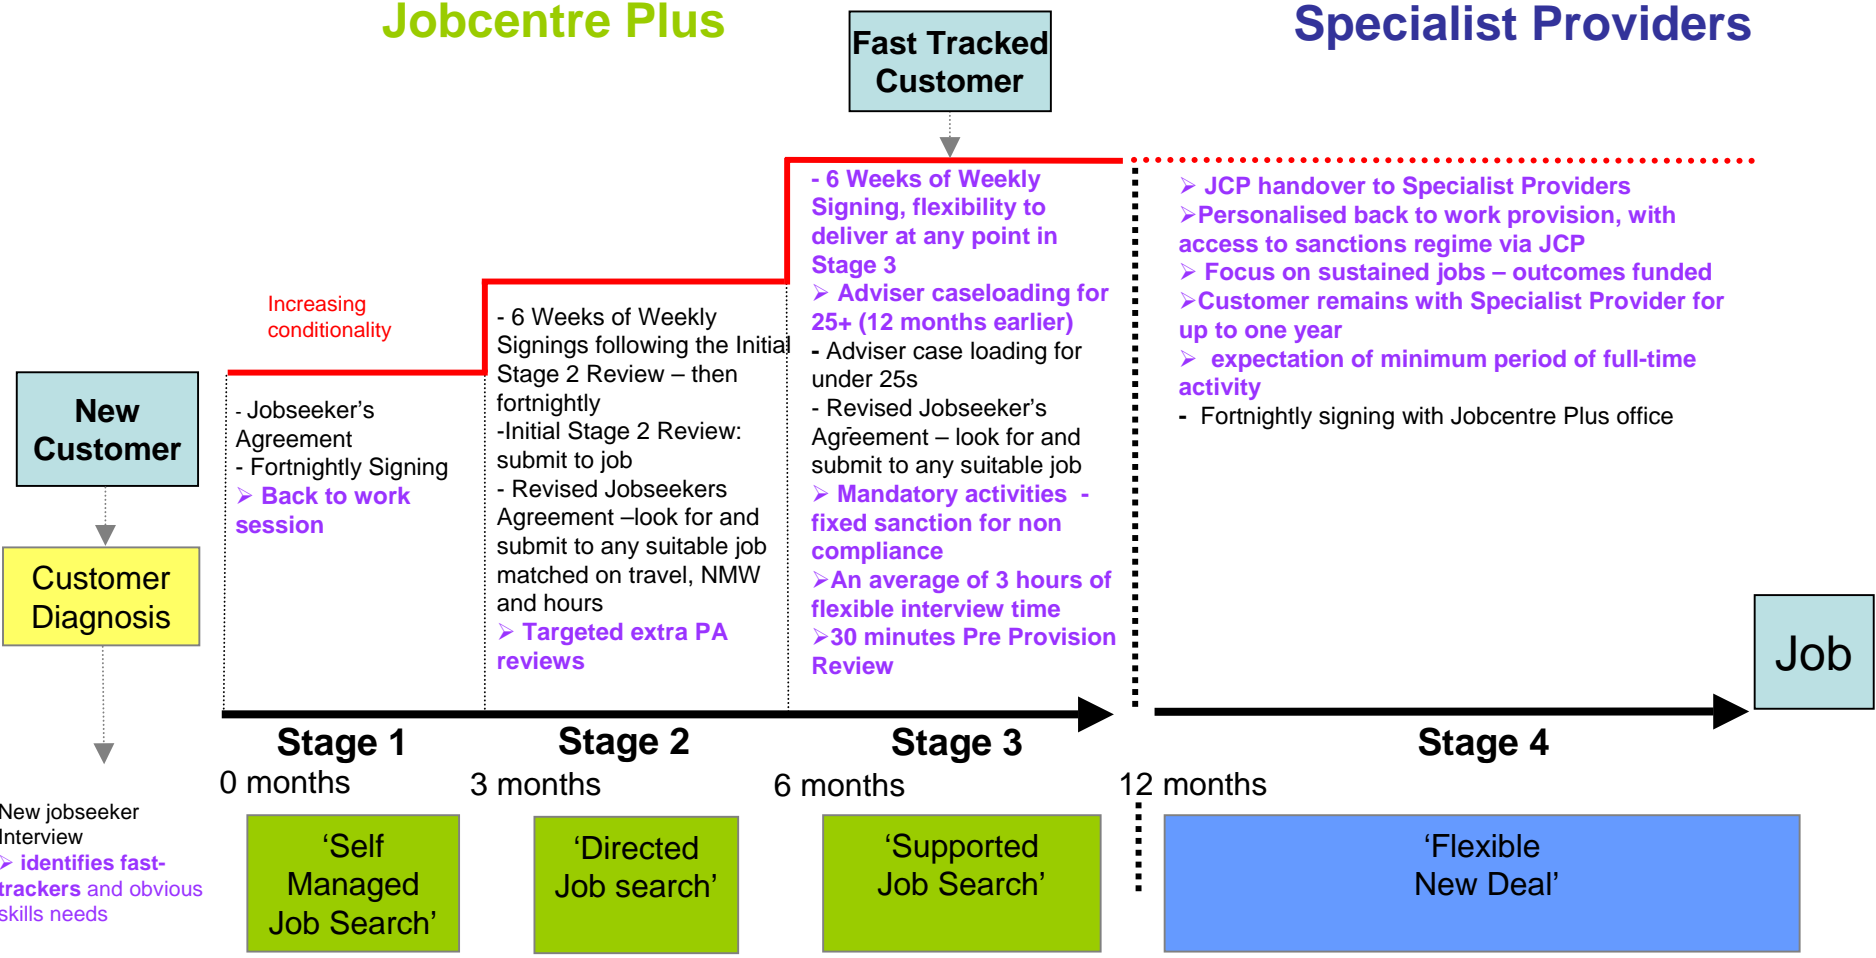 Jobcentre Plus
Specialist Providers
Fast Tracked
Customer
Increasing
conditionality
New
Customer
Customer
Diagnosis
New jobseeker
Interview
➢ identifies fast-
trackers and obvious
skills needs
- Jobseeker’s
Agreement
- Fortnightly Signing
➢ Back to work
session
- 6 Weeks of Weekly
Signings following the Initial
Stage 2 Review – then
fortnightly
-Initial Stage 2 Review:
submit to job
- Revised Jobseekers
Agreement –look for and
submit to any suitable job
matched on travel, NMW
and hours
➢ Targeted extra PA
reviews
- 6 Weeks of Weekly
Signing, flexibility to
deliver at any point in
Stage 3
➢ Adviser caseloading for
25+ (12 months earlier)
- Adviser case loading for
under 25s
- Revised Jobseeker’s
Agreement – look for and
submit to any suitable job
➢ Mandatory activities -
fixed sanction for non
compliance
➢An average of 3 hours of
flexible interview time
➢30 minutes Pre Provision
Review
➢ JCP handover to Specialist Providers
➢Personalised back to work provision, with
access to sanctions regime via JCP
➢ Focus on sustained jobs – outcomes funded
➢Customer remains with Specialist Provider for
up to one year
➢ expectation of minimum period of full-time
activity
- Fortnightly signing with Jobcentre Plus office
Job
Stage 1
Stage 2
Stage 3
Stage 4
0 months
3 months
6 months
12 months
‘Self
Managed
Job Search’
‘Directed
Job search’
‘Supported
Job Search’
‘Flexible
New Deal’